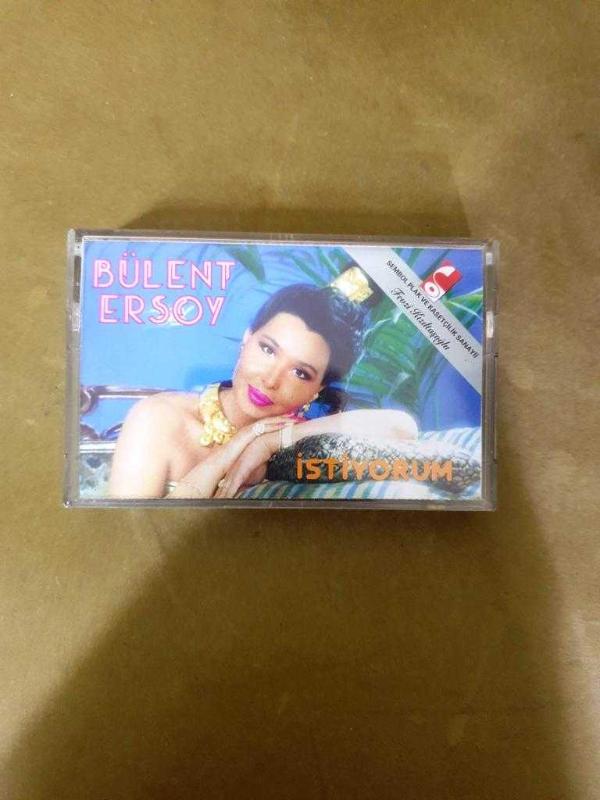 BÜLENT
ERSOY
SEMBOL PLAK VE KASETÇİLİK SANAYİİ
İSTİYORUM